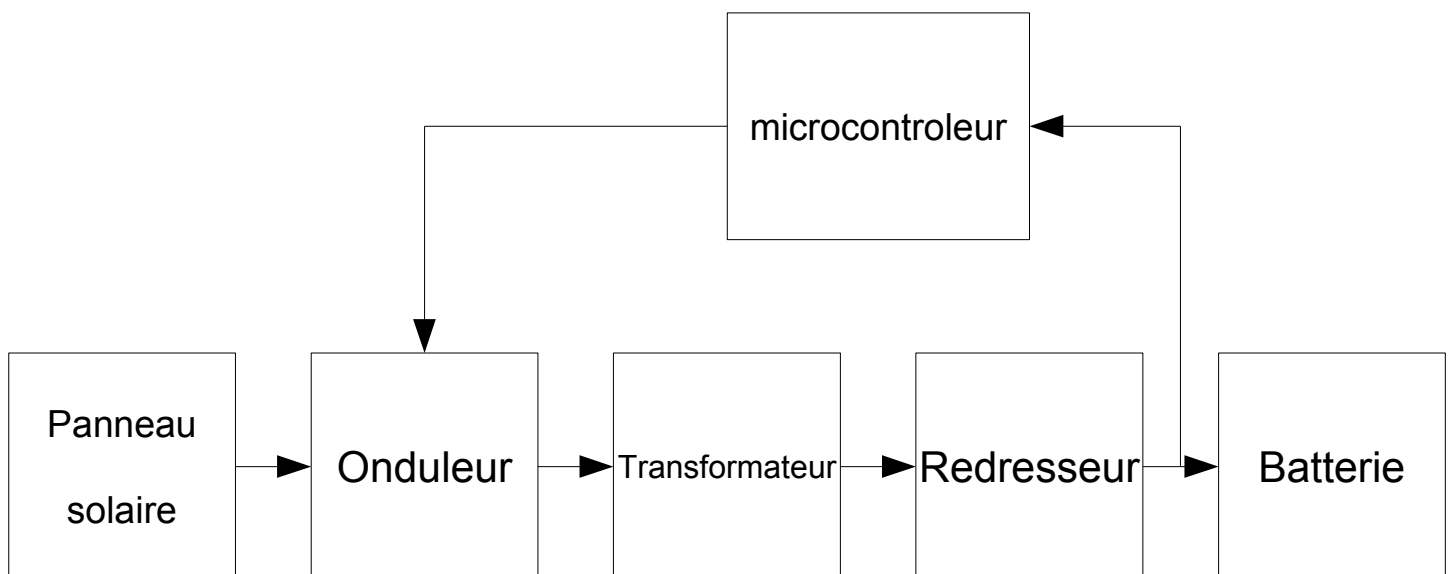 microcontroleur
Panneau
solaire
Onduleur
Transformateur
Redresseur
Batterie